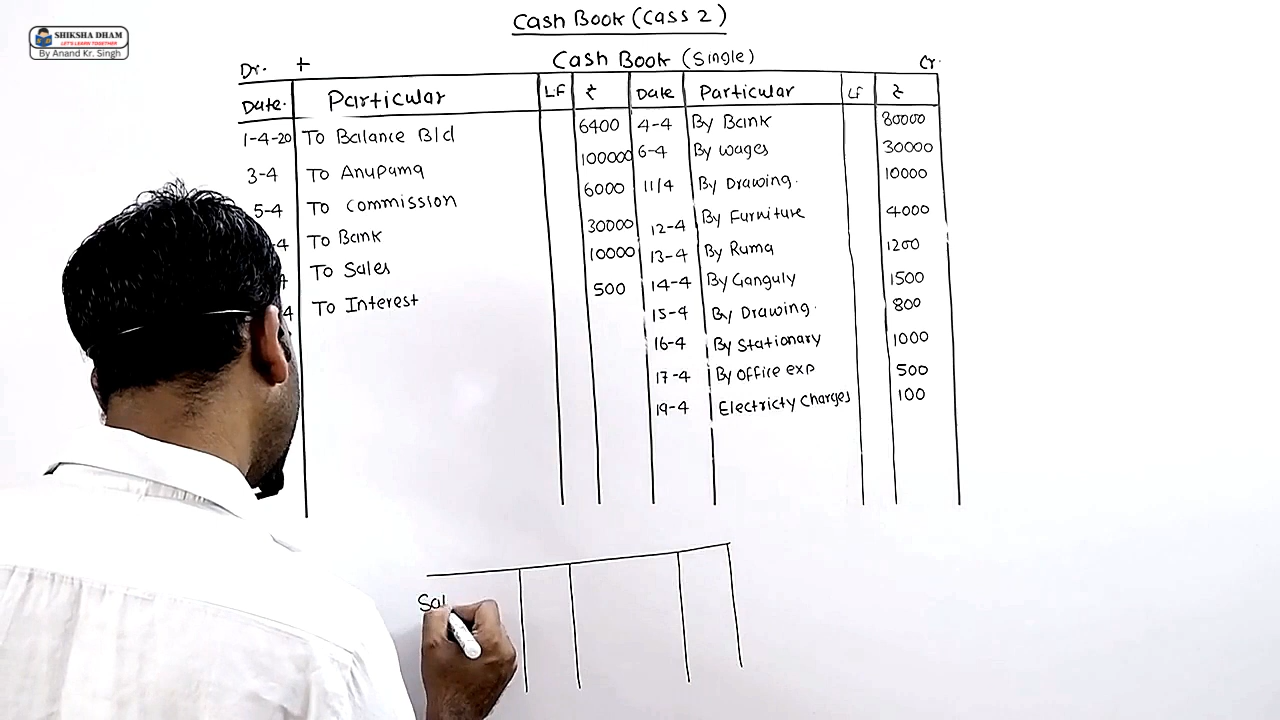 Cash Book (Cass 2)
SHIKSHA DHAM
LET'S LEARN TOGETHER
By Anand Kr. Singh
Dr. + Cash Book (Single) Cr.
Date. Particular LF ₹ Date Particular LF ₹
1-4-20 To Balance B/d 6400 4-4 By Bank 80000
3-4 To Anupama 100000 6-4 By wages 30000
5-4 To Commission 6000 11/4 By Drawing. 10000
-4 To Bank 30000 12-4 By Furniture 4000
To Sales 10000 13-4 By Ruma 1200
4 To Interest 500 14-4 By Ganguly 1500
15-4 By Drawing. 800
16-4 By Stationary 1000
17-4 By office exp 500
19-4 Electricty Charges 100
Sal